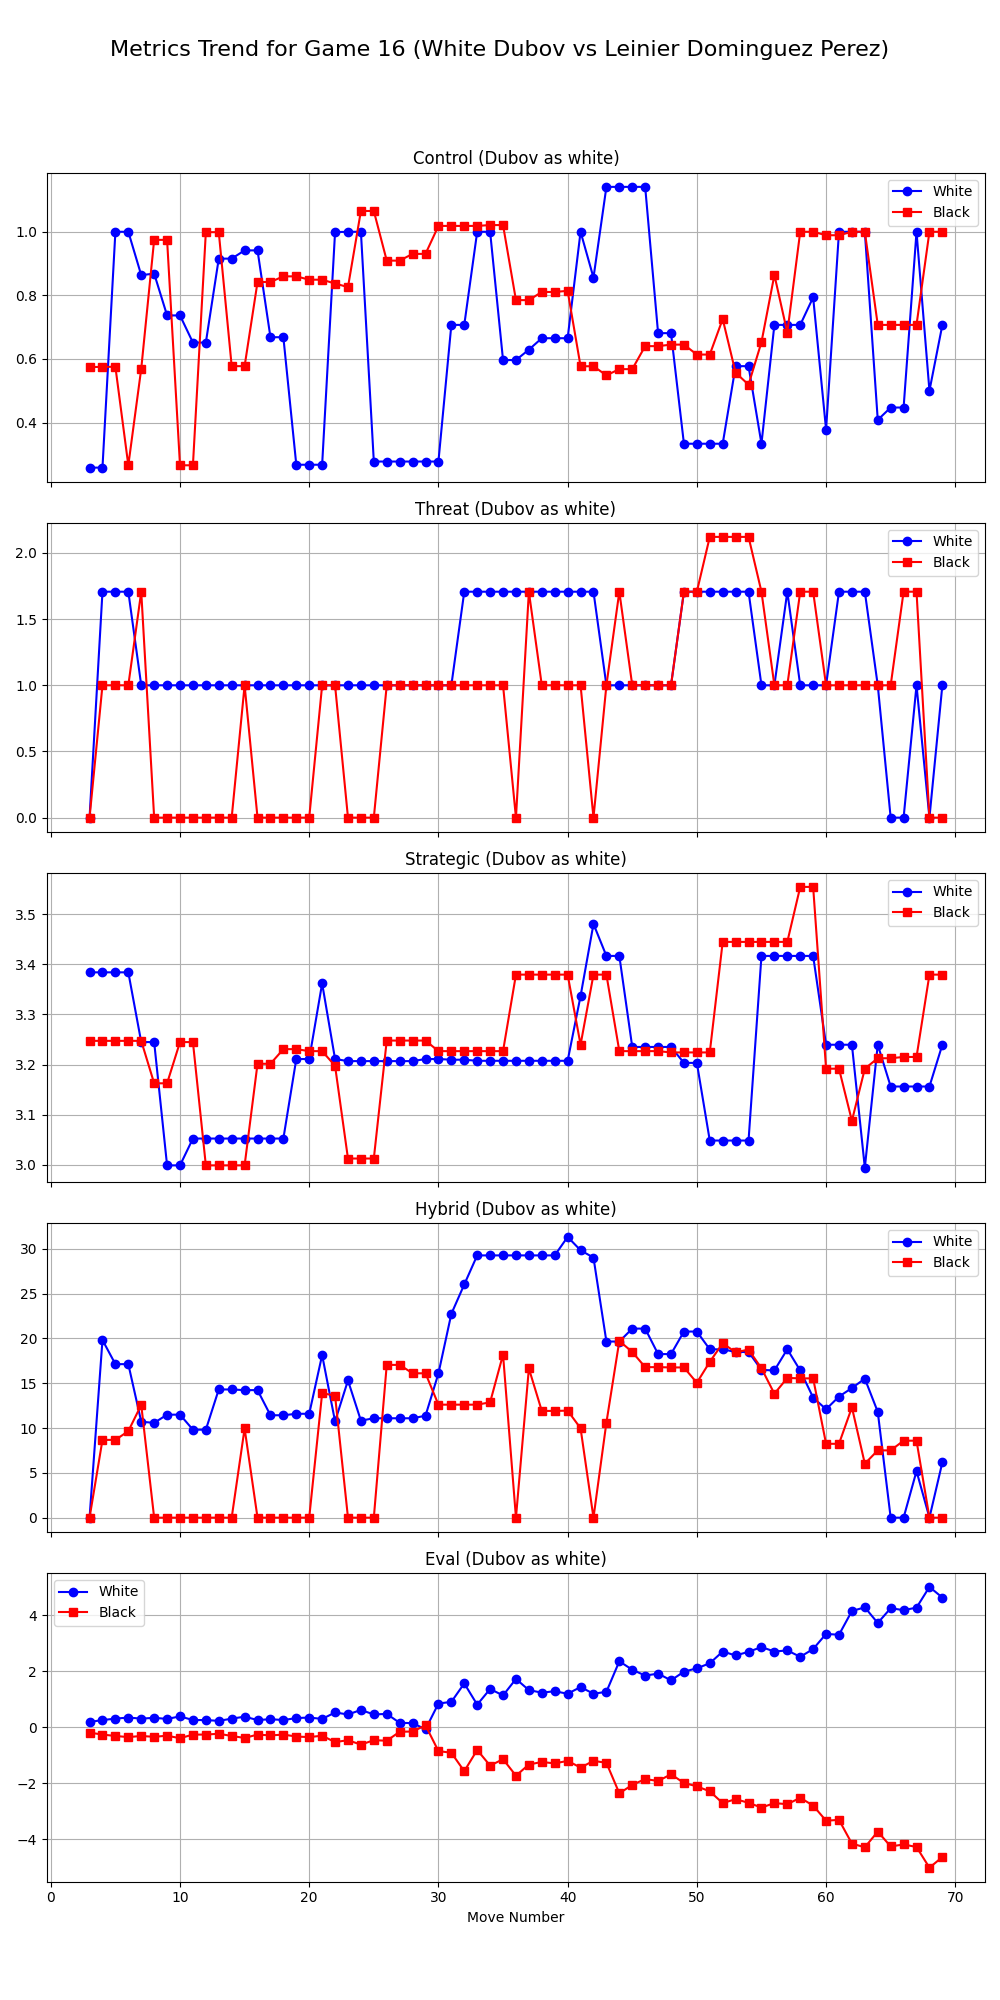 Metrics Trend for Game 16 (White Dubov vs Leinier Dominguez Perez)
Control (Dubov as white)
White
Black
1.0
0.8
0.6
0.4
Threat (Dubov as white)
White
Black
2.0
1.5
1.0
0.5
0.0
Strategic (Dubov as white)
White
Black
3.5
3.4
3.3
3.2
3.1
3.0
Hybrid (Dubov as white)
White
Black
30
25
20
15
10
5
0
Eval (Dubov as white)
White
Black
4
2
0
−2
−4
0 10 20 30 40 50 60 70
Move Number